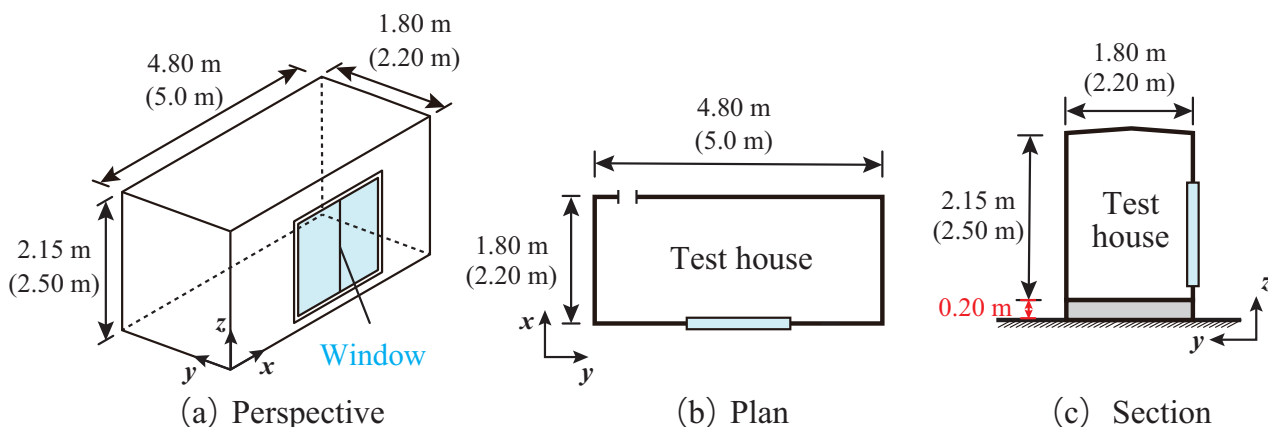 4.80 m
(5.0 m)
1.80 m
(2.20 m)
2.15 m
(2.50 m)
z
y
x
Window
(a) Perspective
4.80 m
(5.0 m)
1.80 m
(2.20 m)
Test house
x
y
(b) Plan
1.80 m
(2.20 m)
2.15 m
(2.50 m)
Test
house
0.20 m
z
y
(c) Section